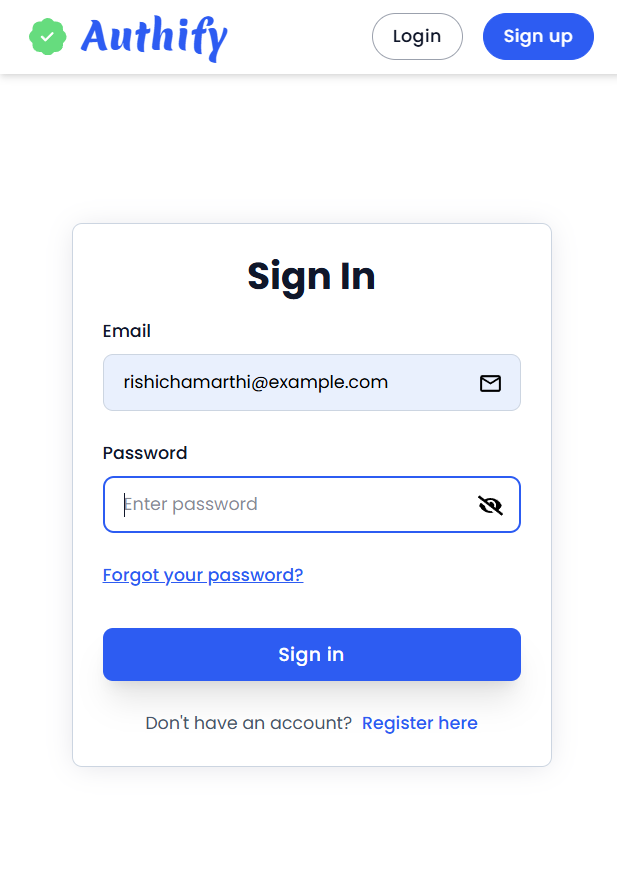 Authify
Login
Sign up
Sign In
Email
rishichamarthi@example.com
Password
Enter password
Forgot your password?
Sign in
Don't have an account? Register here